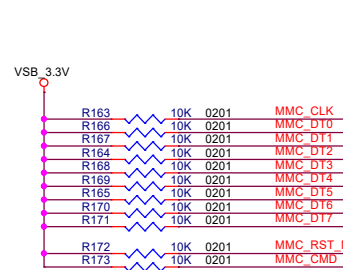 VSB_3.3V
R163 10K 0201 MMC_CLK
R166 10K 0201 MMC_DT0
R167 10K 0201 MMC_DT1
R164 10K 0201 MMC_DT2
R168 10K 0201 MMC_DT3
R169 10K 0201 MMC_DT4
R165 10K 0201 MMC_DT5
R170 10K 0201 MMC_DT6
R171 10K 0201 MMC_DT7
R172 10K 0201 MMC_RST_
R173 10K 0201 MMC_CMD